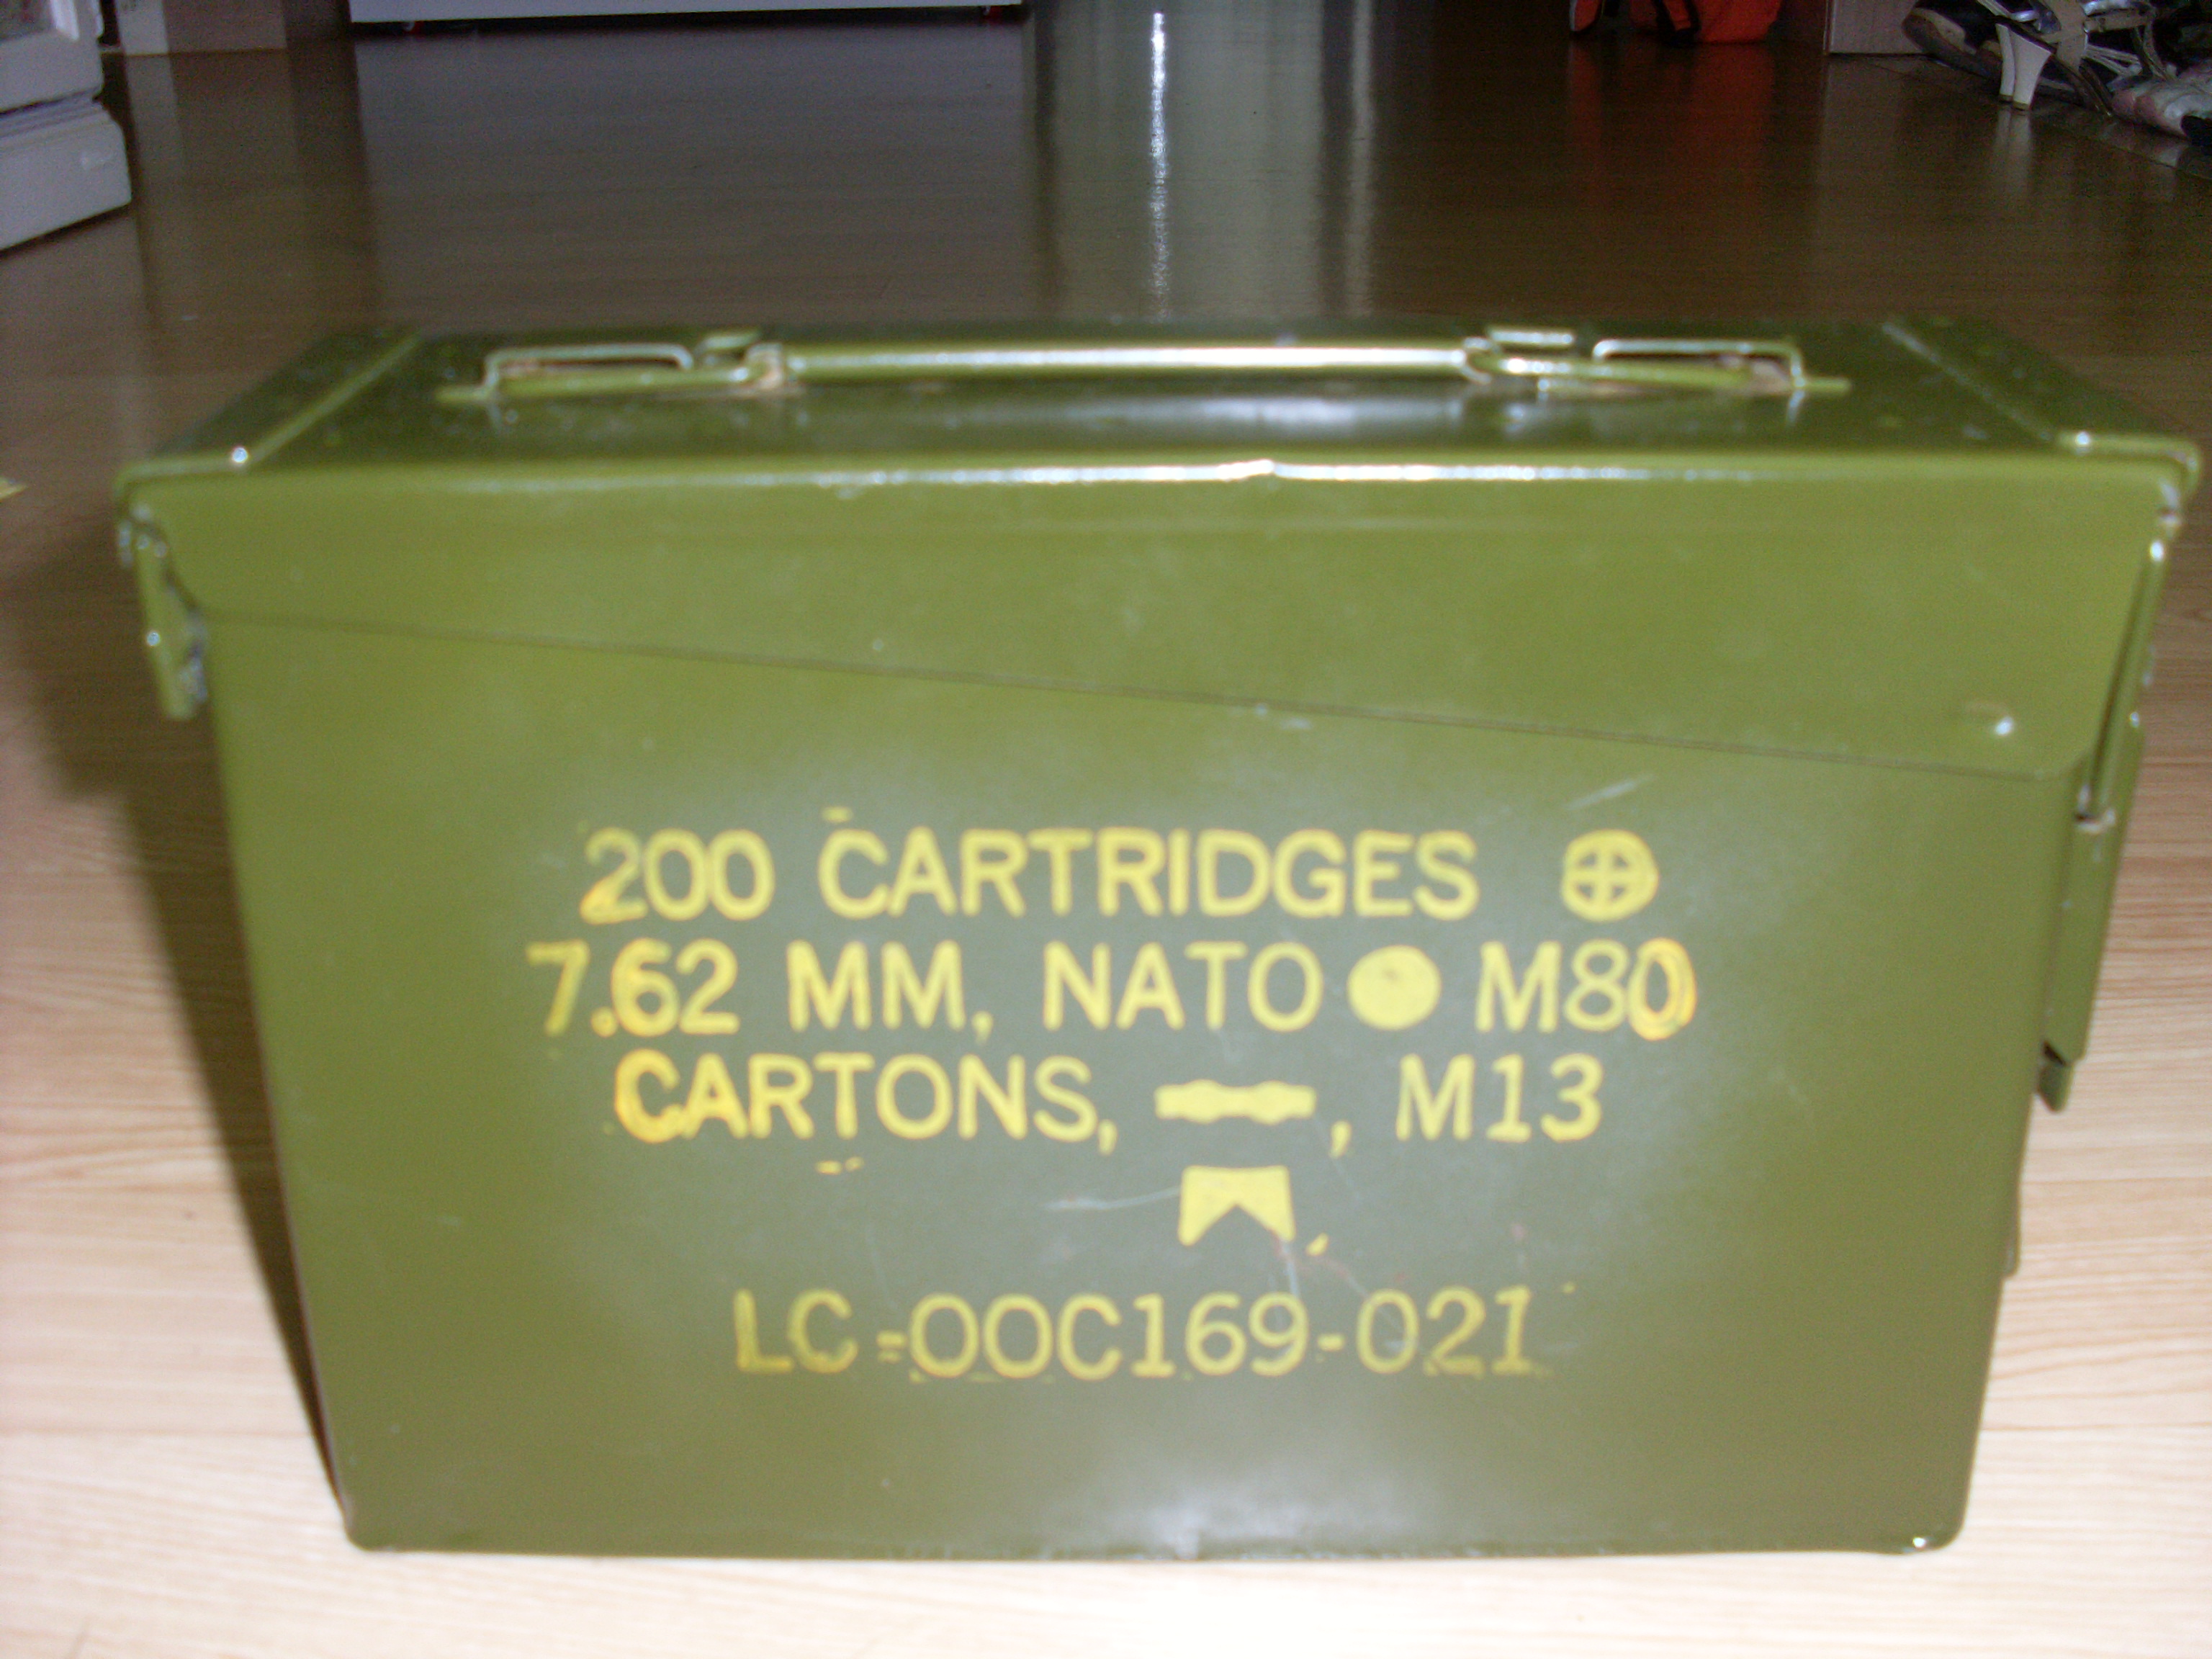 200 CARTRIDGES ⊕
7.62 MM, NATO ● M80
CARTONS, , M13
LC-00C169-021